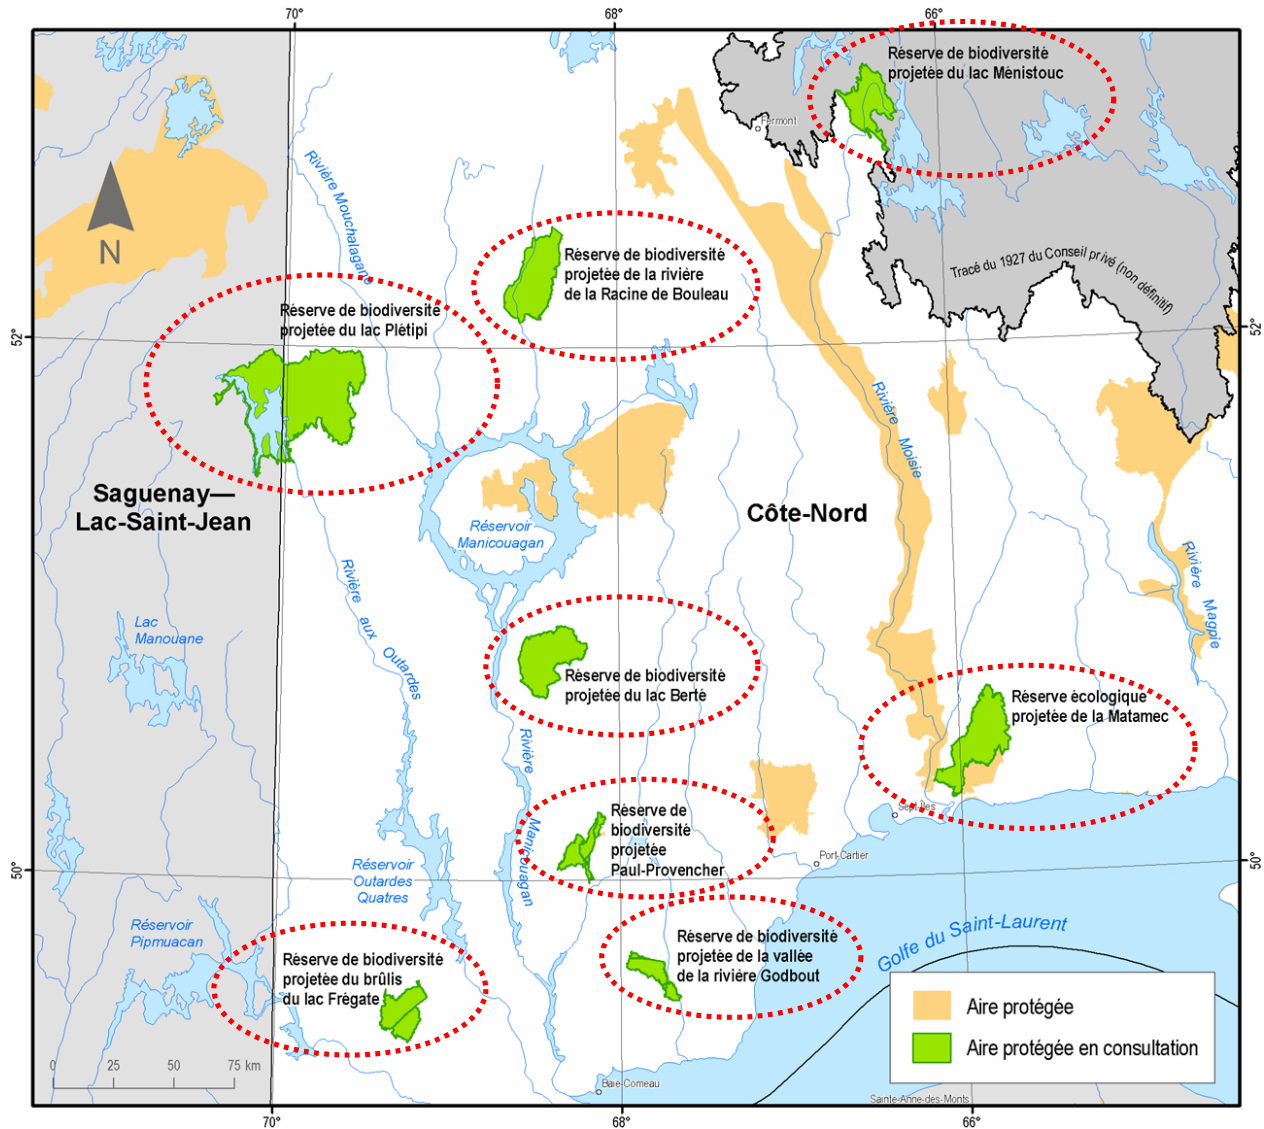 70°
68°
66°
Réserve de biodiversité
projetée du lac Ménistouc
Fermont
Rivière Mouchalagane
N
Réserve de biodiversité
projetée de la rivière
de la Racine de Bouleau
Tracé du 1927 du Conseil privé (non définitif)
Réserve de biodiversité
projetée du lac Plétipi
52°
52°
Rivière Moisie
Saguenay—
Lac-Saint-Jean
Côte-Nord
Réservoir
Manicouagan
Rivière aux Outardes
Rivière Magpie
Lac
Manouane
Réserve de biodiversité
projetée du lac Berté
Réserve écologique
projetée de la Matamec
Rivière Manicouagan
Sept-Îles
Réserve de
biodiversité
projetée
Paul-Provencher
Port-Cartier
50°
50°
Réservoir
Outardes
Quatres
Réservoir
Pipmuacan
Réserve de biodiversité
projetée du brûlis
du lac Frégate
Réserve de biodiversité
projetée de la vallée
de la rivière Godbout
Golfe du Saint-Laurent
Aire protégée
Aire protégée en consultation
0 25 50 75 km
Baie-Comeau
Sainte-Anne-des-Monts
70°
68°
66°